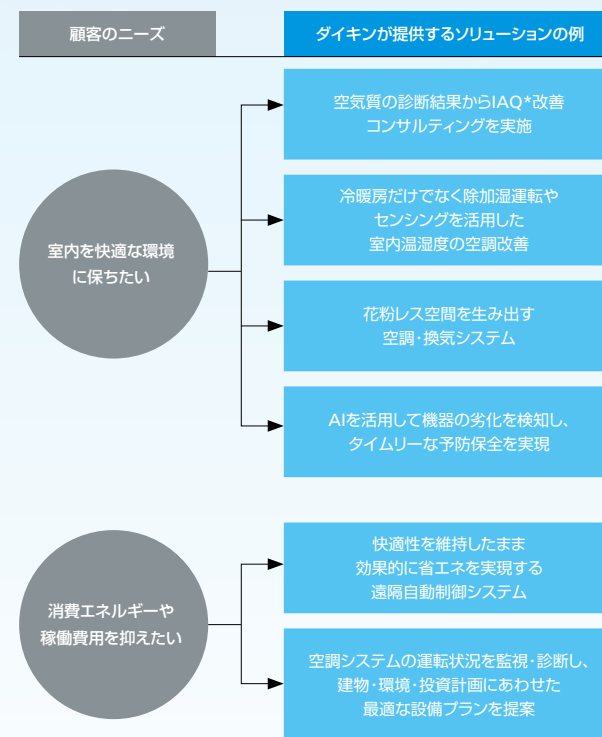 顧客のニーズ
ダイキンが提供するソリューションの例
室内を快適な環境
に保ちたい
空気質の診断結果からIAQ*改善
コンサルティングを実施
冷暖房だけでなく除加湿運転や
センシングを活用した
室内温湿度の空調改善
花粉レス空間を生み出す
空調・換気システム
AIを活用して機器の劣化を検知し、
タイムリーな予防保全を実現
消費エネルギーや
稼働費用を抑えたい
快適性を維持したまま
効果的に省エネを実現する
遠隔自動制御システム
空調システムの運転状況を監視・診断し、
建物・環境・投資計画にあわせた
最適な設備プランを提案